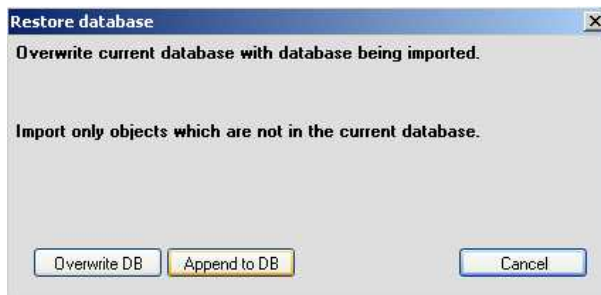 Restore database
Overwrite current database with database being imported.
Import only objects which are not in the current database.
Overwrite DB Append to DB Cancel